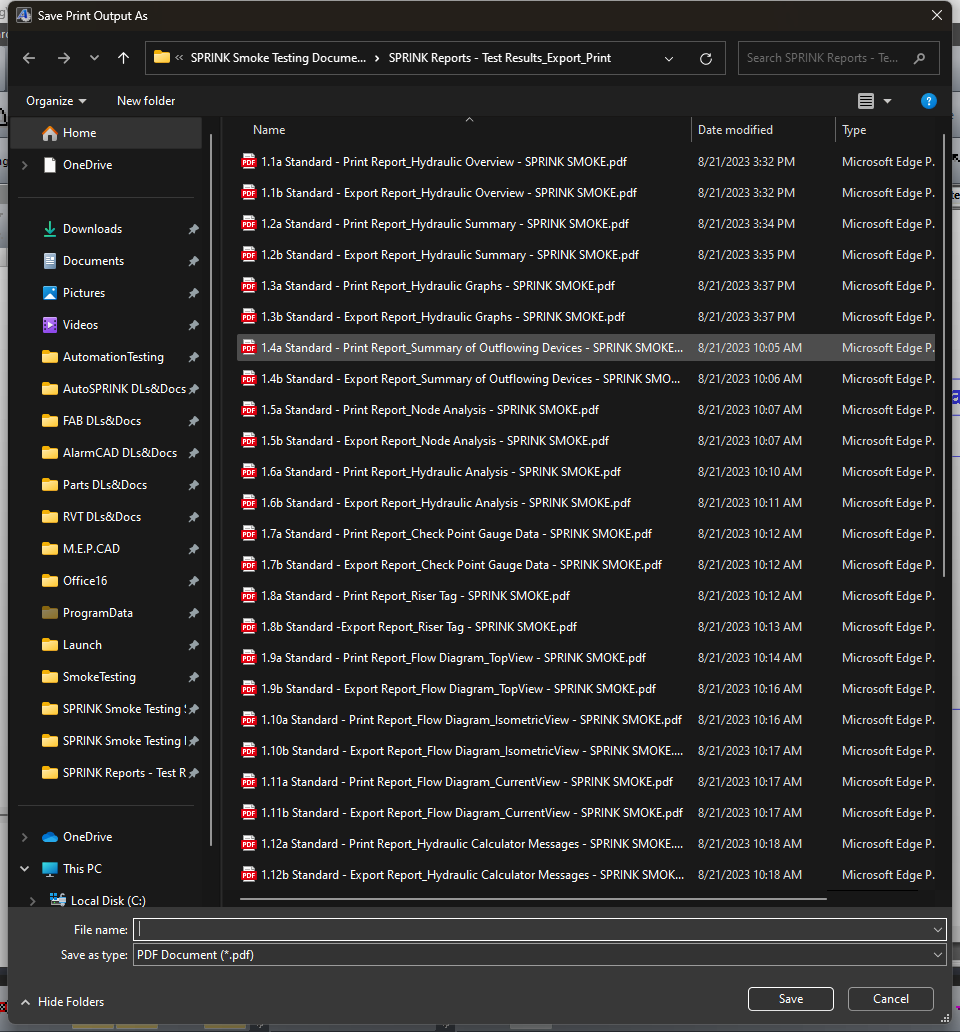 Save Print Output As
« SPRINK Smoke Testing Docume... › SPRINK Reports - Test Results_Export_Print
Search SPRINK Reports - Te...
Organize New folder
Name Date modified Type
Home
OneDrive
Downloads
Documents
Pictures
Videos
AutomationTesting
AutoSPRINK DLs&Docs
FAB DLs&Docs
AlarmCAD DLs&Docs
Parts DLs&Docs
RVT DLs&Docs
M.E.P.CAD
Office16
ProgramData
Launch
SmokeTesting
SPRINK Smoke Testing
SPRINK Smoke Testing
SPRINK Reports - Test R
OneDrive
This PC
Local Disk (C:)
1.1a Standard - Print Report_Hydraulic Overview - SPRINK SMOKE.pdf 8/21/2023 3:32 PM Microsoft Edge P.
1.1b Standard - Export Report_Hydraulic Overview - SPRINK SMOKE.pdf 8/21/2023 3:32 PM Microsoft Edge P.
1.2a Standard - Print Report_Hydraulic Summary - SPRINK SMOKE.pdf 8/21/2023 3:34 PM Microsoft Edge P.
1.2b Standard - Export Report_Hydraulic Summary - SPRINK SMOKE.pdf 8/21/2023 3:35 PM Microsoft Edge P.
1.3a Standard - Print Report_Hydraulic Graphs - SPRINK SMOKE.pdf 8/21/2023 3:37 PM Microsoft Edge P.
1.3b Standard - Export Report_Hydraulic Graphs - SPRINK SMOKE.pdf 8/21/2023 3:37 PM Microsoft Edge P.
1.4a Standard - Print Report_Summary of Outflowing Devices - SPRINK SMOKE... 8/21/2023 10:05 AM Microsoft Edge P.
1.4b Standard - Export Report_Summary of Outflowing Devices - SPRINK SMO... 8/21/2023 10:06 AM Microsoft Edge P.
1.5a Standard - Print Report_Node Analysis - SPRINK SMOKE.pdf 8/21/2023 10:07 AM Microsoft Edge P.
1.5b Standard - Export Report_Node Analysis - SPRINK SMOKE.pdf 8/21/2023 10:07 AM Microsoft Edge P.
1.6a Standard - Print Report_Hydraulic Analysis - SPRINK SMOKE.pdf 8/21/2023 10:10 AM Microsoft Edge P.
1.6b Standard - Export Report_Hydraulic Analysis - SPRINK SMOKE.pdf 8/21/2023 10:11 AM Microsoft Edge P.
1.7a Standard - Print Report_Check Point Gauge Data - SPRINK SMOKE.pdf 8/21/2023 10:12 AM Microsoft Edge P.
1.7b Standard - Export Report_Check Point Gauge Data - SPRINK SMOKE.pdf 8/21/2023 10:12 AM Microsoft Edge P.
1.8a Standard - Print Report_Riser Tag - SPRINK SMOKE.pdf 8/21/2023 10:12 AM Microsoft Edge P.
1.8b Standard -Export Report_Riser Tag - SPRINK SMOKE.pdf 8/21/2023 10:13 AM Microsoft Edge P.
1.9a Standard - Print Report_Flow Diagram_TopView - SPRINK SMOKE.pdf 8/21/2023 10:14 AM Microsoft Edge P.
1.9b Standard - Export Report_Flow Diagram_TopView - SPRINK SMOKE.pdf 8/21/2023 10:16 AM Microsoft Edge P.
1.10a Standard - Print Report_Flow Diagram_IsometricView - SPRINK SMOKE.pdf 8/21/2023 10:16 AM Microsoft Edge P.
1.10b Standard - Export Report_Flow Diagram_IsometricView - SPRINK SMOKE.... 8/21/2023 10:17 AM Microsoft Edge P.
1.11a Standard - Print Report_Flow Diagram_CurrentView - SPRINK SMOKE.pdf 8/21/2023 10:17 AM Microsoft Edge P.
1.11b Standard - Export Report_Flow Diagram_CurrentView - SPRINK SMOKE.pdf 8/21/2023 10:17 AM Microsoft Edge P.
1.12a Standard - Print Report_Hydraulic Calculator Messages - SPRINK SMOKE.... 8/21/2023 10:18 AM Microsoft Edge P.
1.12b Standard - Export Report_Hydraulic Calculator Messages - SPRINK SMOK... 8/21/2023 10:18 AM Microsoft Edge P.
File name:
Save as type: PDF Document (*.pdf)
Hide Folders Save Cancel